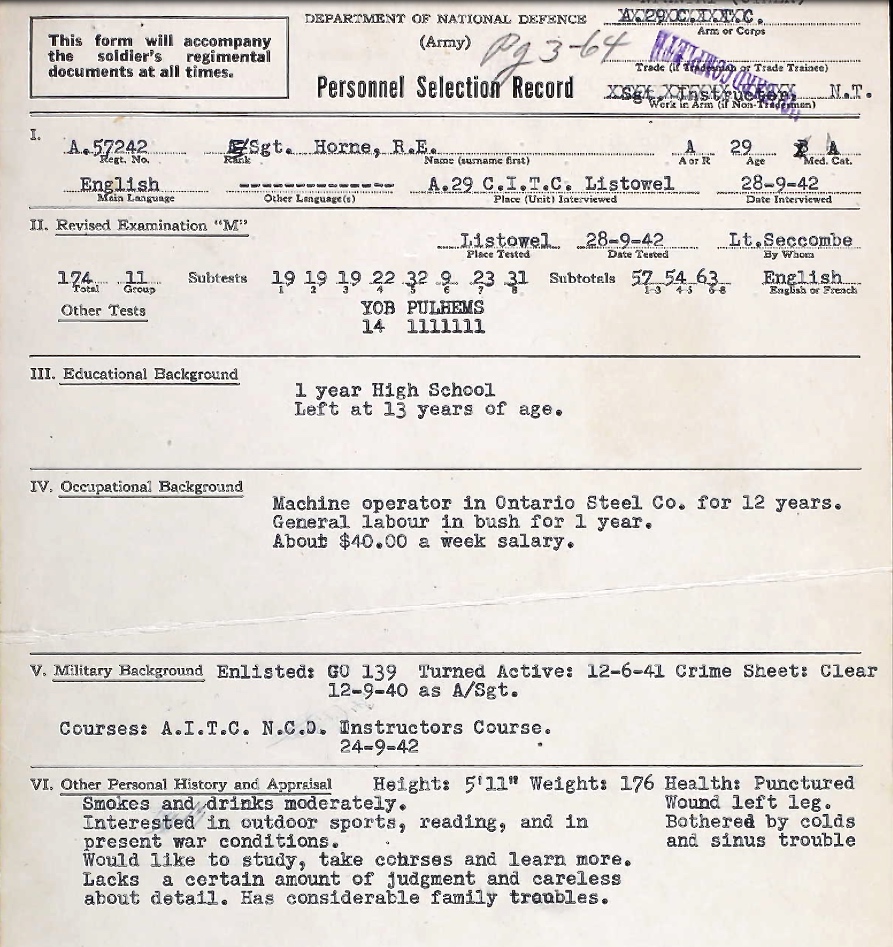 DEPARTMENT OF NATIONAL DEFENCE
(Army)
Pg 3-64
Personnel Selection Record
This form will accompany
the soldier's regimental
documents at all times.
A.29 C.I.T.C.
Arm or Corps
Trade (if Tradesman or Trade Trainee)
Sgt. Instructor N.T.
Work in Arm (if Non-Tradesman)
I.
A.57242 Sgt. Horne, R.E. A 29 A
Regt. No. Rank Name (surname first) A or R Age Med. Cat.
English -------------- A.29 C.I.T.C. Listowel 28-9-42
Main Language Other Language(s) Place (Unit) Interviewed Date Interviewed
II. Revised Examination "M"
Listowel 28-9-42 Lt.Seccombe
Place Tested Date Tested By Whom
174 11 Subtests 19 19 19 22 32 9 23 31 Subtotals 57 54 63 English
Total Group 1 2 3 4 5 6 7 8 1-3 4-5 6-8 English or French
Other Tests YOB PULHEMS
14 1111111
III. Educational Background
1 year High School
Left at 13 years of age.
IV. Occupational Background
Machine operator in Ontario Steel Co. for 12 years.
General labour in bush for 1 year.
About $40.00 a week salary.
V. Military Background Enlisted: GO 139 Turned Active: 12-6-41 Crime Sheet: Clear
12-9-40 as A/Sgt.
Courses: A.I.T.C. N.C.D. Instructors Course.
24-9-42
VI. Other Personal History and Appraisal Height: 5'11" Weight: 176 Health: Punctured
Smokes and drinks moderately. Wound left leg.
Interested in outdoor sports, reading, and in Bothered by colds
present war conditions. and sinus trouble
Would like to study, take cohrses and learn more.
Lacks a certain amount of judgment and careless
about detail. Has considerable family troubles.